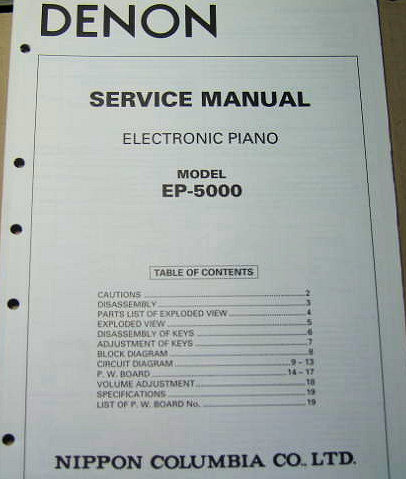 DENON
SERVICE MANUAL
ELECTRONIC PIANO
MODEL
EP-5000
TABLE OF CONTENTS
CAUTIONS 2
DISASSEMBLY 3
PARTS LIST OF EXPLODED VIEW 4
EXPLODED VIEW 5
DISASSEMBLY OF KEYS 6
ADJUSTMENT OF KEYS 7
BLOCK DIAGRAM 8
CIRCUIT DIAGRAM 9 - 13
P. W. BOARD 14 - 17
VOLUME ADJUSTMENT 18
SPECIFICATIONS 19
LIST OF P. W. BOARD No. 19
NIPPON COLUMBIA CO., LTD.